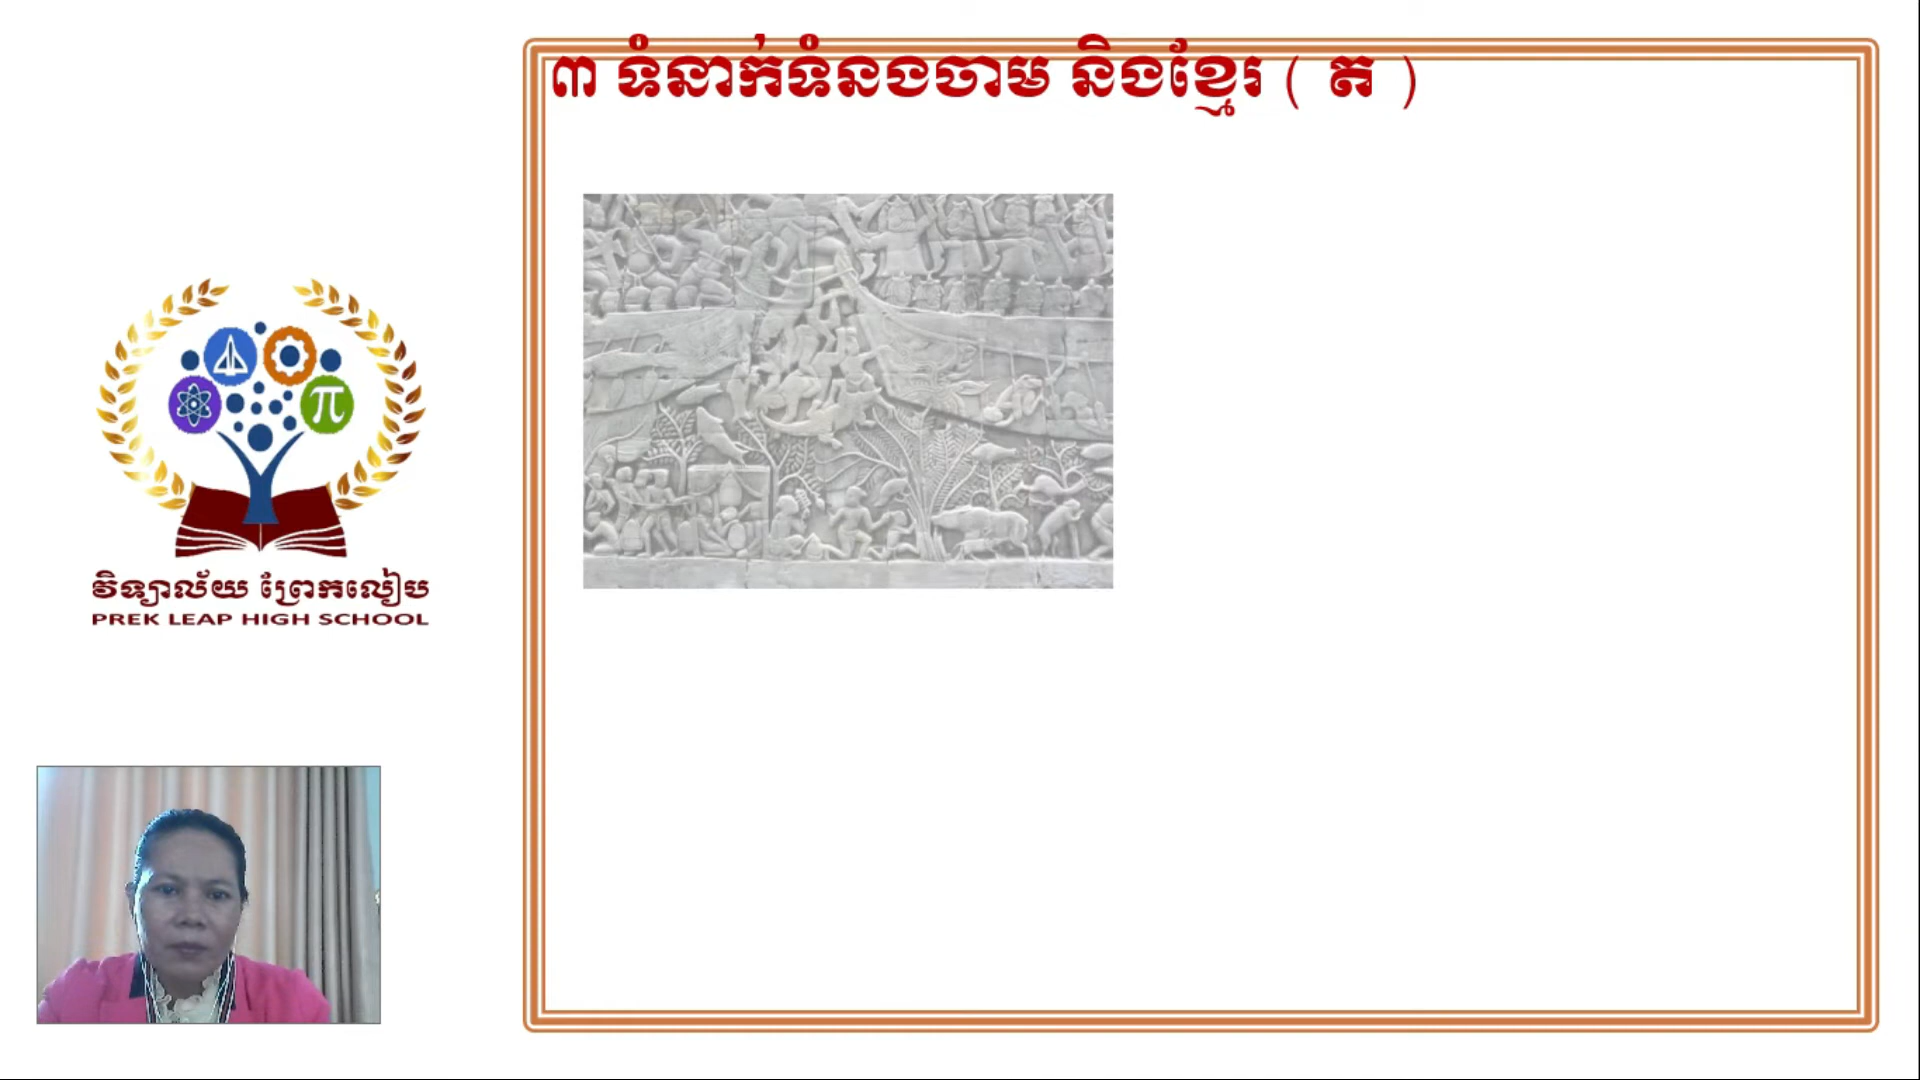 ៣ ទំនាក់ទំនងចាម និងខ្មែរ ( ត )
π
វិទ្យាល័យ ព្រែកលៀប
PREK LEAP HIGH SCHOOL